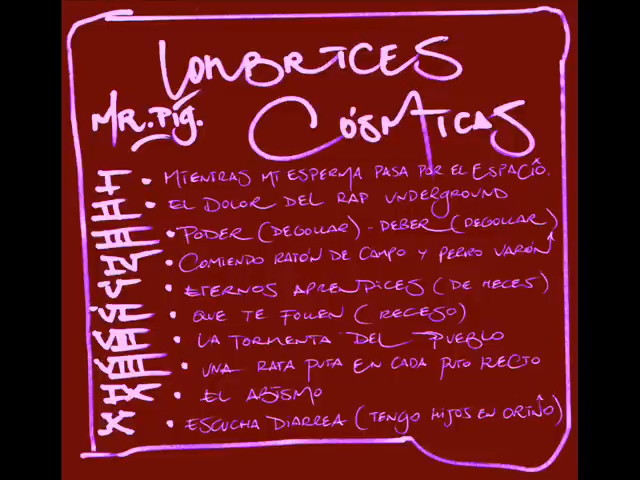 LOMBRICES
MR. PIG. CÓSMICAS
I • MIENTRAS MI ESPERMA PASA POR EL ESPACIO.
II • EL DOLOR DEL RAP UNDERGROUND
III • PODER (DEGOLLAR) - DEBER (DEGOLLAR)
IV • COMIENDO RATÓN DE CAMPO Y PERRO VARÓN
V • ETERNOS APRENDICES (DE HECES)
VI • QUE TE FOLLEN (RECESO)
VII • LA TORMENTA DEL PUEBLO
VIII • UNA RATA PUTA EN CADA PUTO RECTO
IX • EL ABISMO
X • ESCUCHA DIARREA (TENGO HIJOS EN ORIÑO)